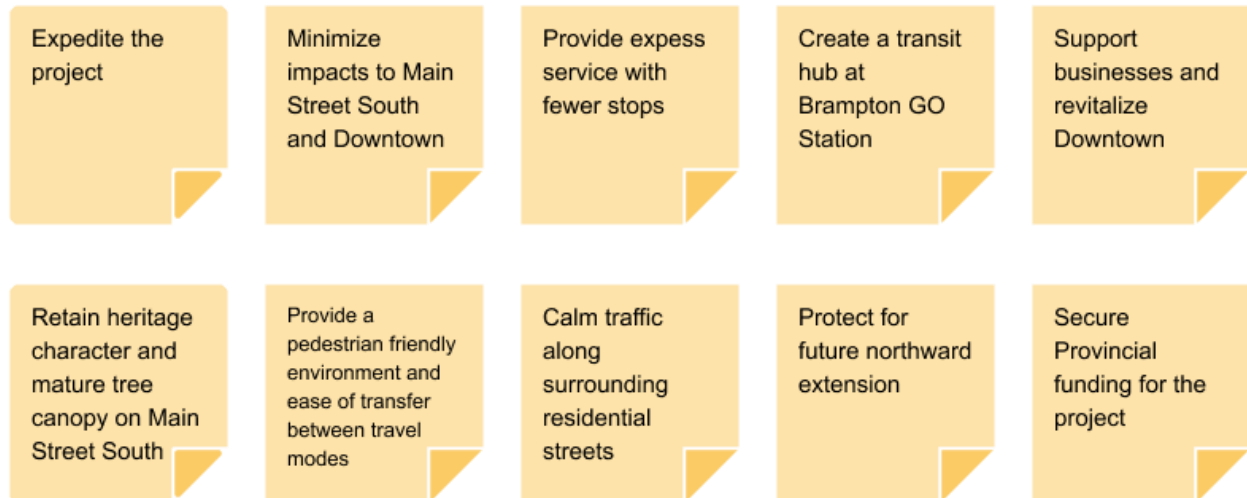 Expedite the
project
Minimize
impacts to Main
Street South
and Downtown
Provide expess
service with
fewer stops
Create a transit
hub at
Brampton GO
Station
Support
businesses and
revitalize
Downtown
Retain heritage
character and
mature tree
canopy on Main
Street South
Provide a
pedestrian friendly
environment and
ease of transfer
between travel
modes
Calm traffic
along
surrounding
residential
streets
Protect for
future northward
extension
Secure
Provincial
funding for the
project